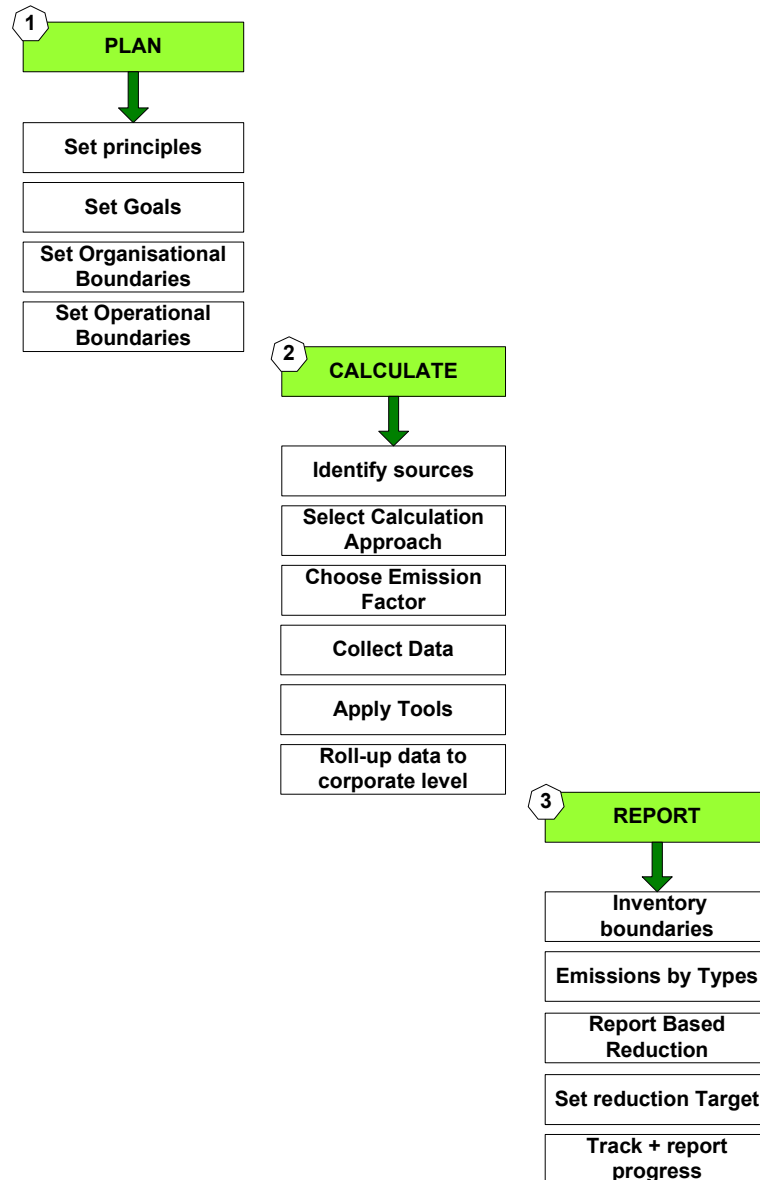 1
PLAN
Set principles
Set Goals
Set Organisational
Boundaries
Set Operational
Boundaries
2
CALCULATE
Identify sources
Select Calculation
Approach
Choose Emission
Factor
Collect Data
Apply Tools
Roll-up data to
corporate level
3
REPORT
Inventory
boundaries
Emissions by Types
Report Based
Reduction
Set reduction Target
Track + report
progress